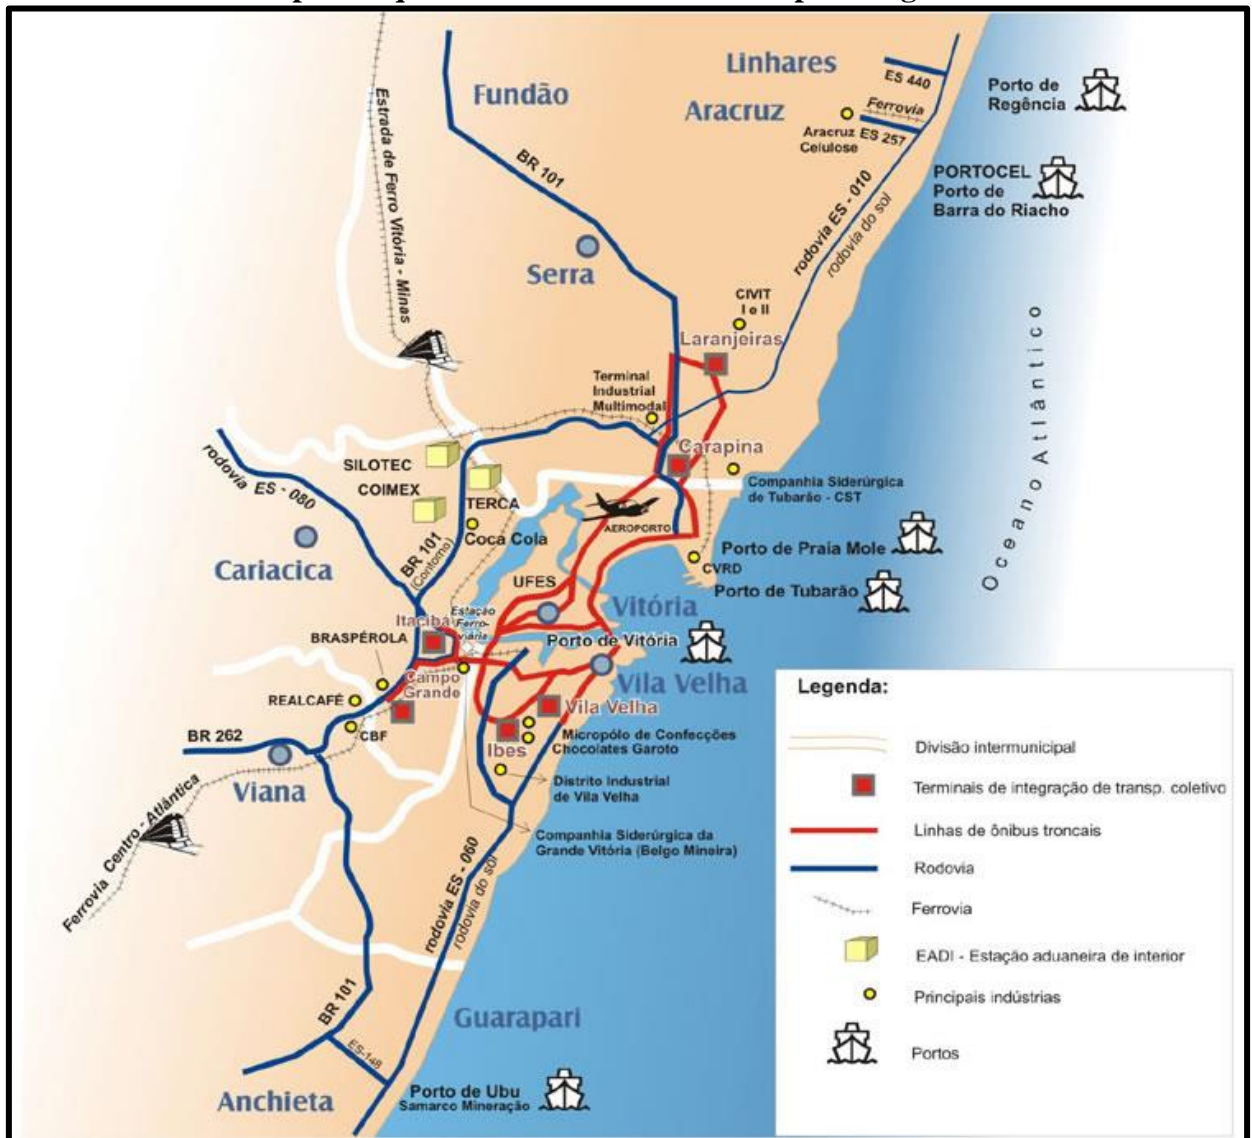 Linhares
Aracruz
Fundão
ES 440
Ferrovia
ES 257
Aracruz
Celulose
Porto de
Regência
PORTOCEL
Porto de
Barra do Riacho
Estrada de Ferro Vitória - Minas
BR 101
rodovia ES - 010
rodovia do sol
Serra
CIVIT
I e II
Laranjeiras
Terminal
Industrial
Multimodal
Carapina
Oceano Atlântico
rodovia ES - 080
SILOTEC
COIMEX
TERCA
Coca Cola
Companhia Siderúrgica
de Tubarão - CST
AEROPORTO
Porto de Praia Mole
CVRD
Porto de Tubarão
Cariacica
BR 101
(Contorno)
UFES
Vitória
Itacibá
Estação
Ferro-
viária
BRASPÉROLA
Porto de Vitória
Campo
Grande
Vila Velha
REALCAFÉ
CBF
Vila Velha
BR 262
Ibes
Micropólo de Confecções
Chocolates Garoto
Viana
Distrito Industrial
de Vila Velha
Ferrovia Centro - Atlântica
Companhia Siderúrgica da
Grande Vitória (Belgo Mineira)
rodovia ES - 060
rodovia do sol
BR 101
Guarapari
ES-148
Anchieta
Porto de Ubu
Samarco Mineração
Legenda:
Divisão intermunicipal
Terminais de integração de transp. coletivo
Linhas de ônibus troncais
Rodovia
Ferrovia
EADI - Estação aduaneira de interior
Principais indústrias
Portos